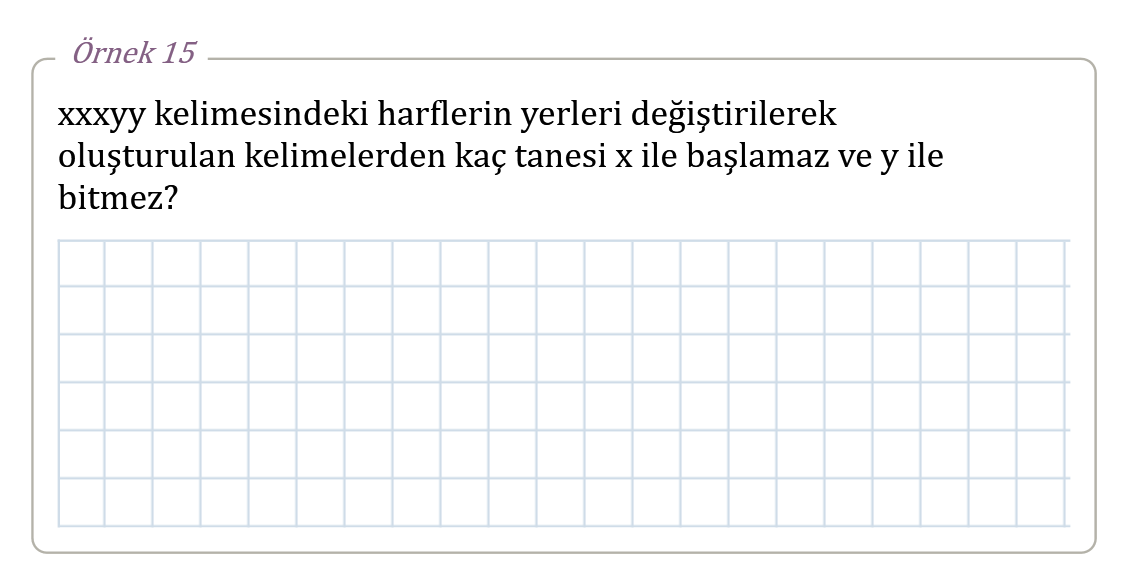 Örnek 15
xxxyy kelimesindeki harflerin yerleri değiştirilerek
oluşturulan kelimelerden kaç tanesi x ile başlamaz ve y ile
bitmez?